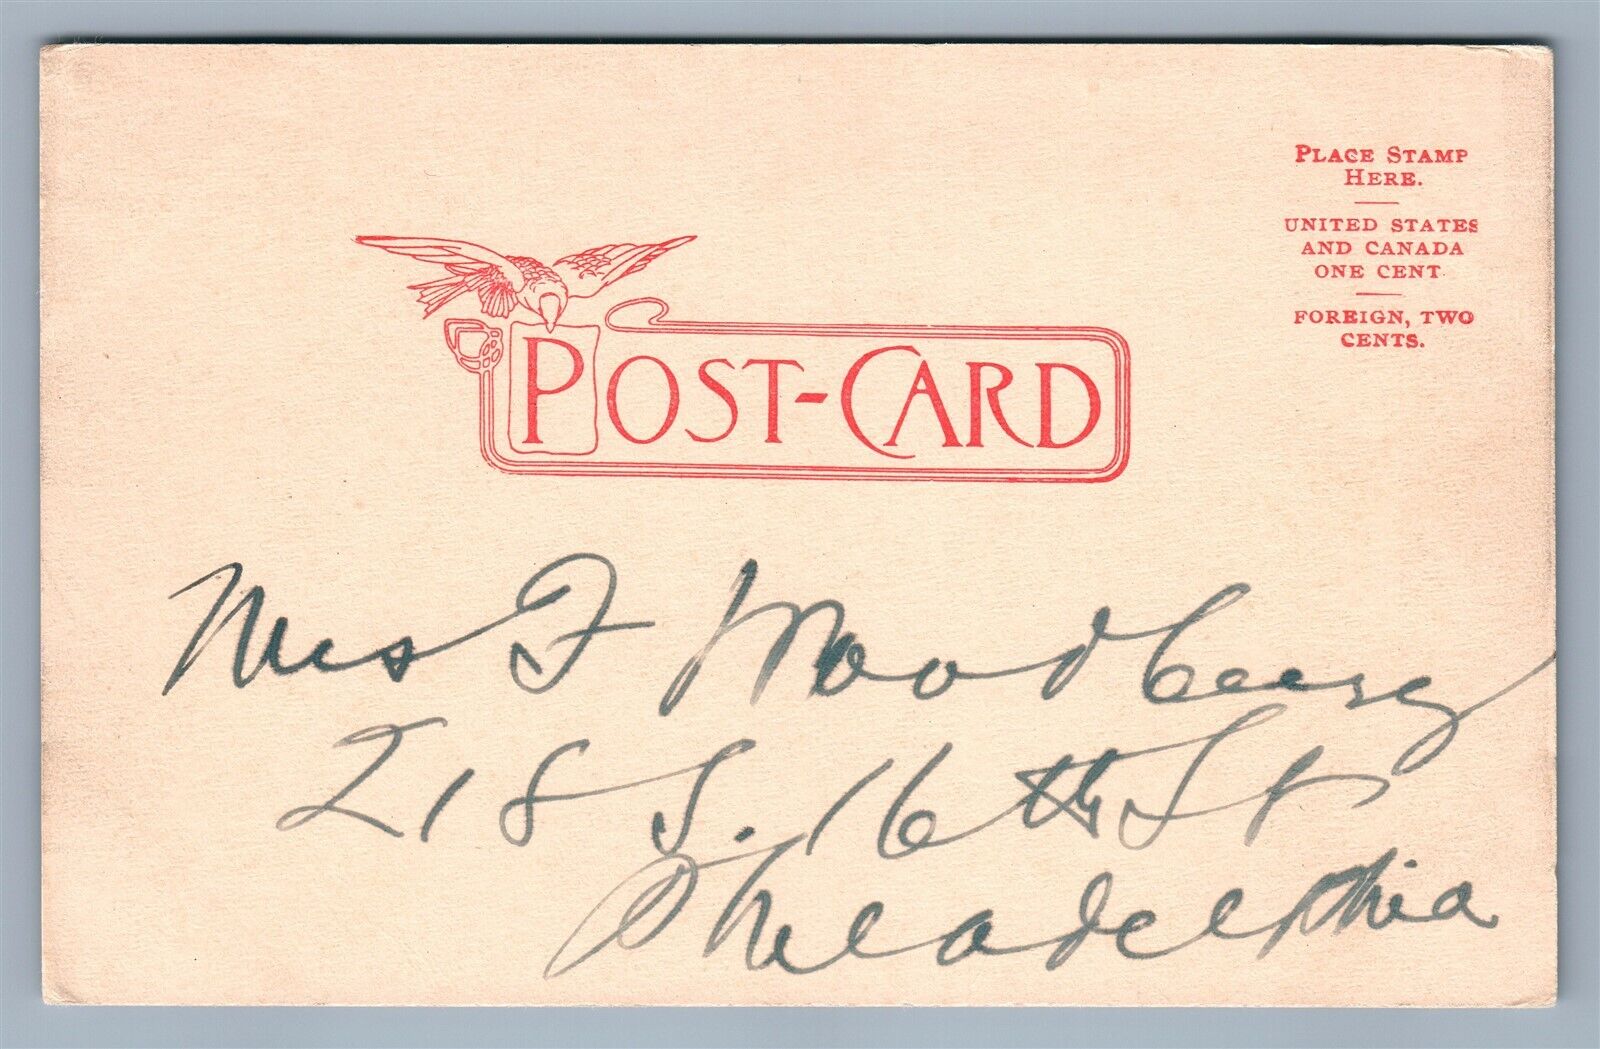 PLACE STAMP
HERE.
UNITED STATES
AND CANADA
ONE CENT
FOREIGN, TWO
CENTS.
POST-CARD
Mrs F Woodberry
218 S. 16th St
Philadelphia